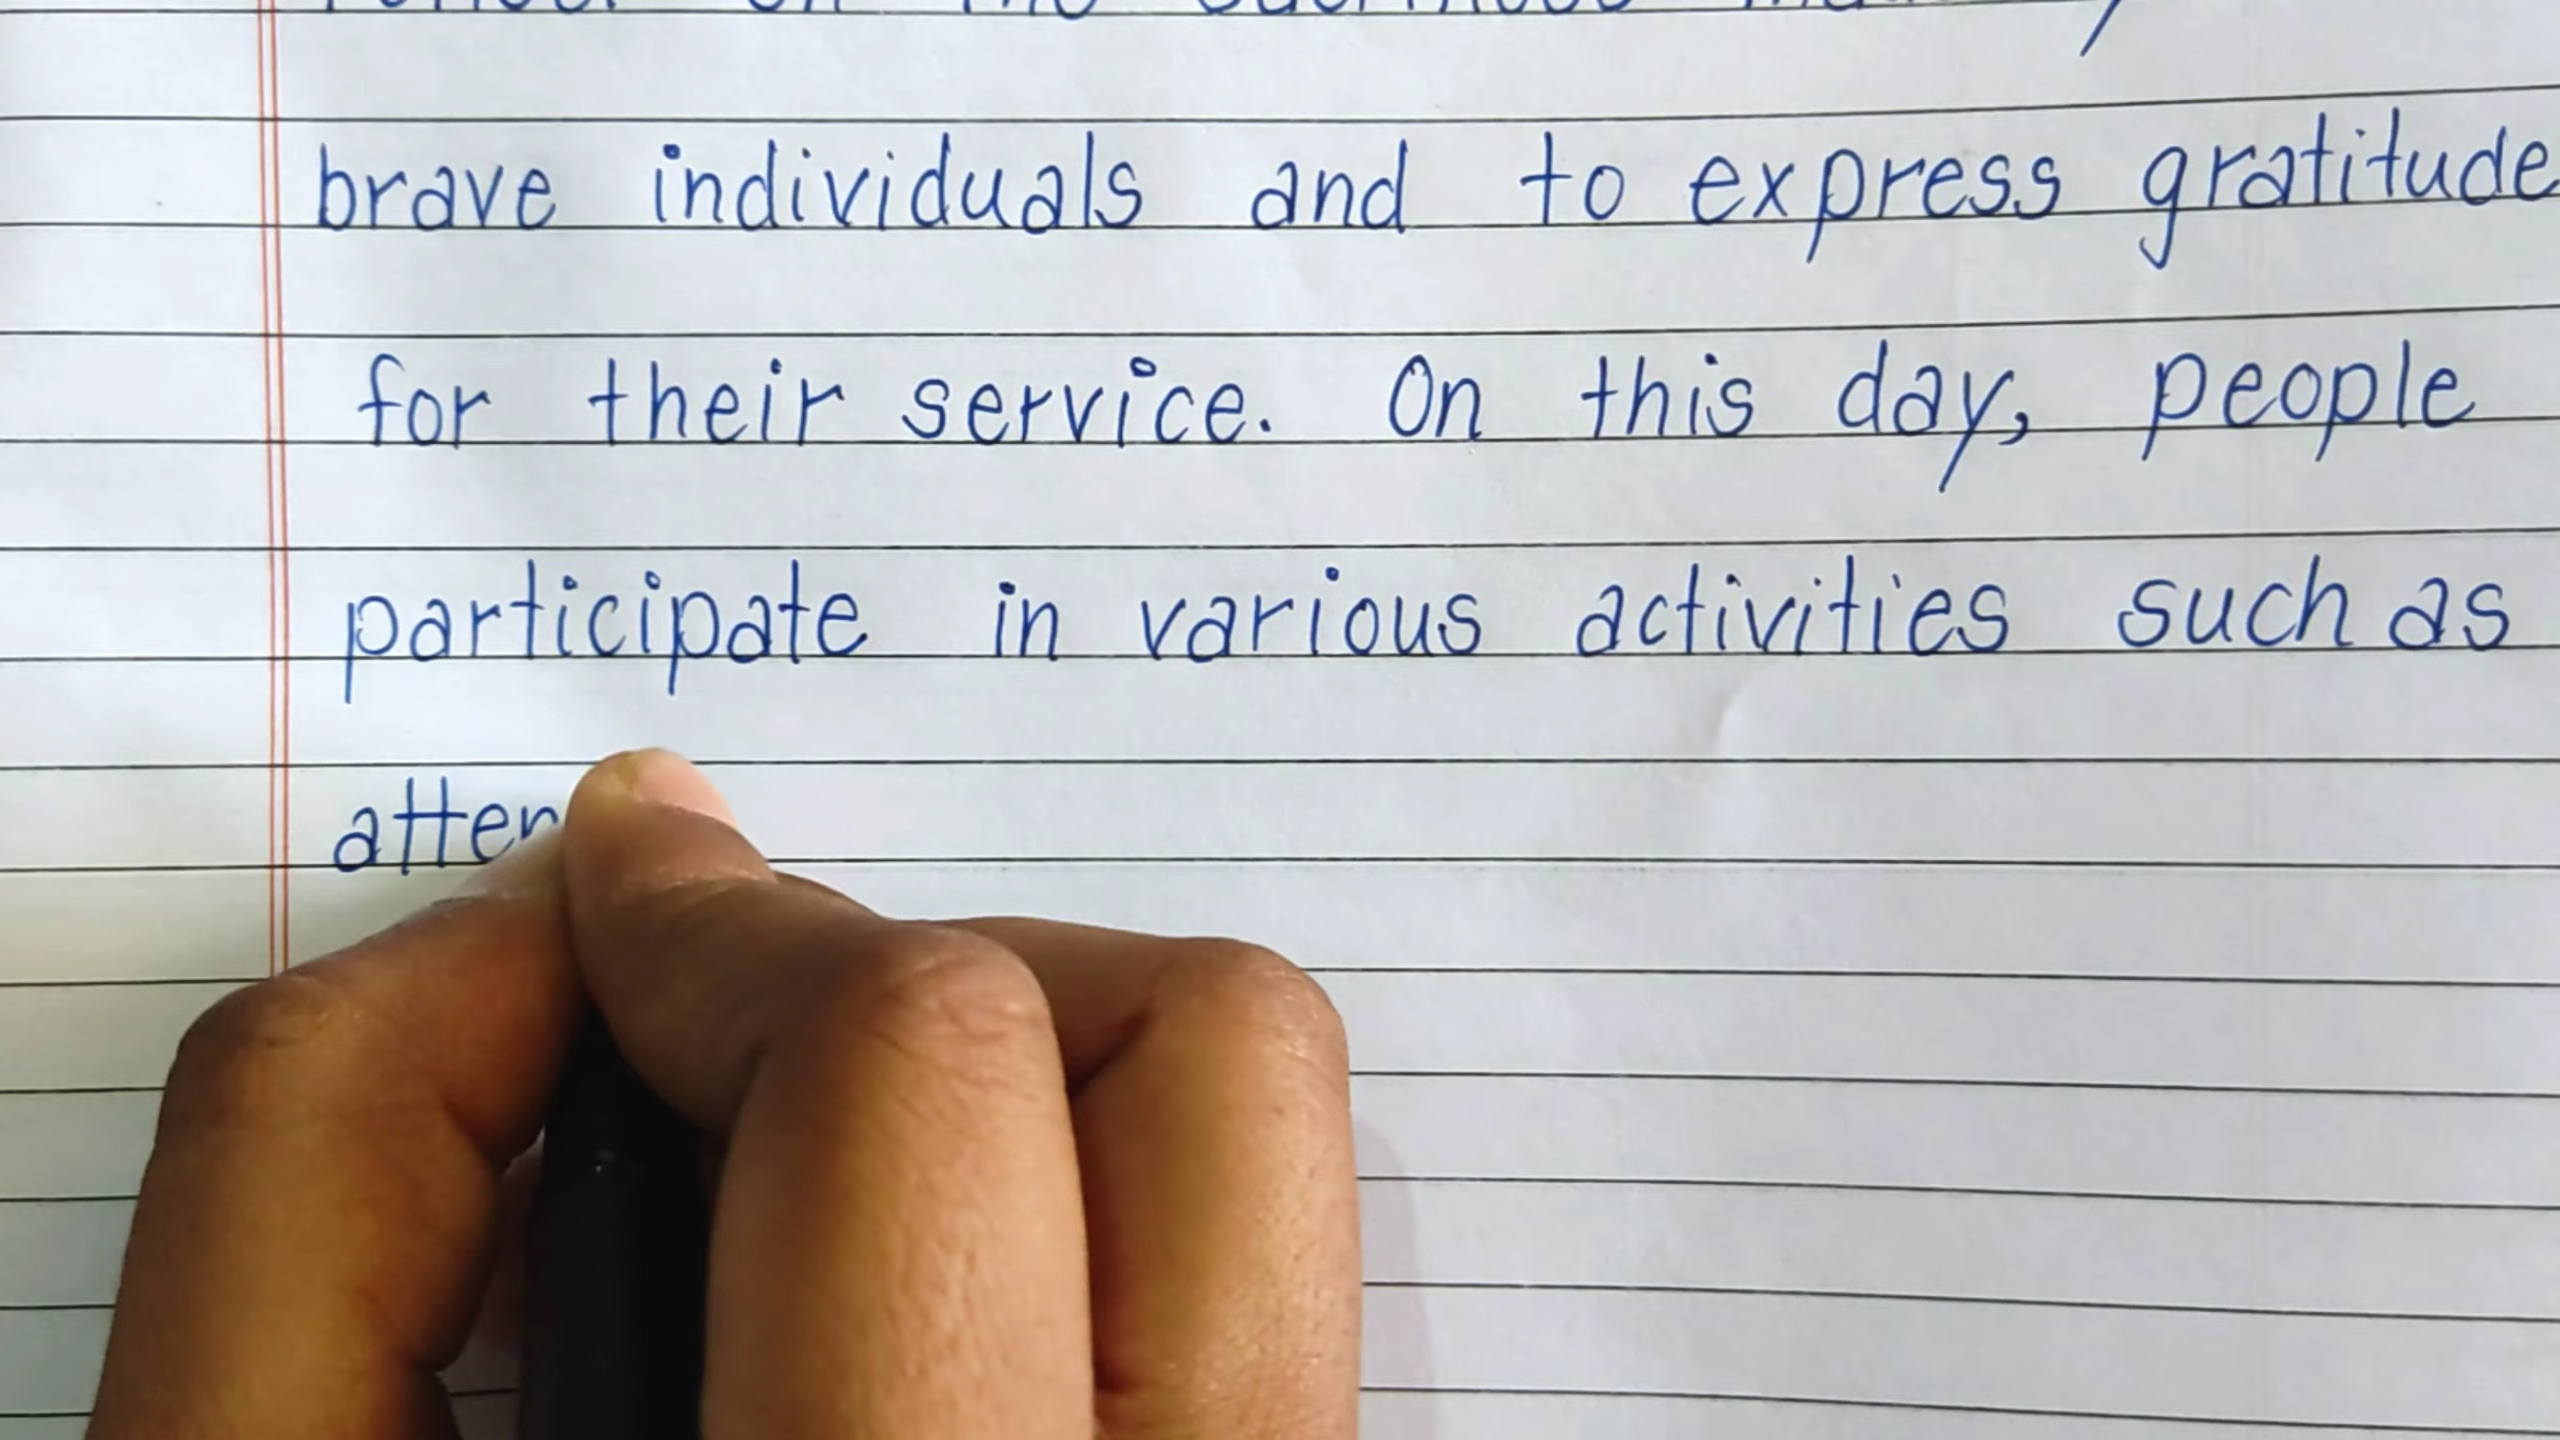 brave individuals and to express gratitude
for their service. On this day, people
participate in various activities such as
atten